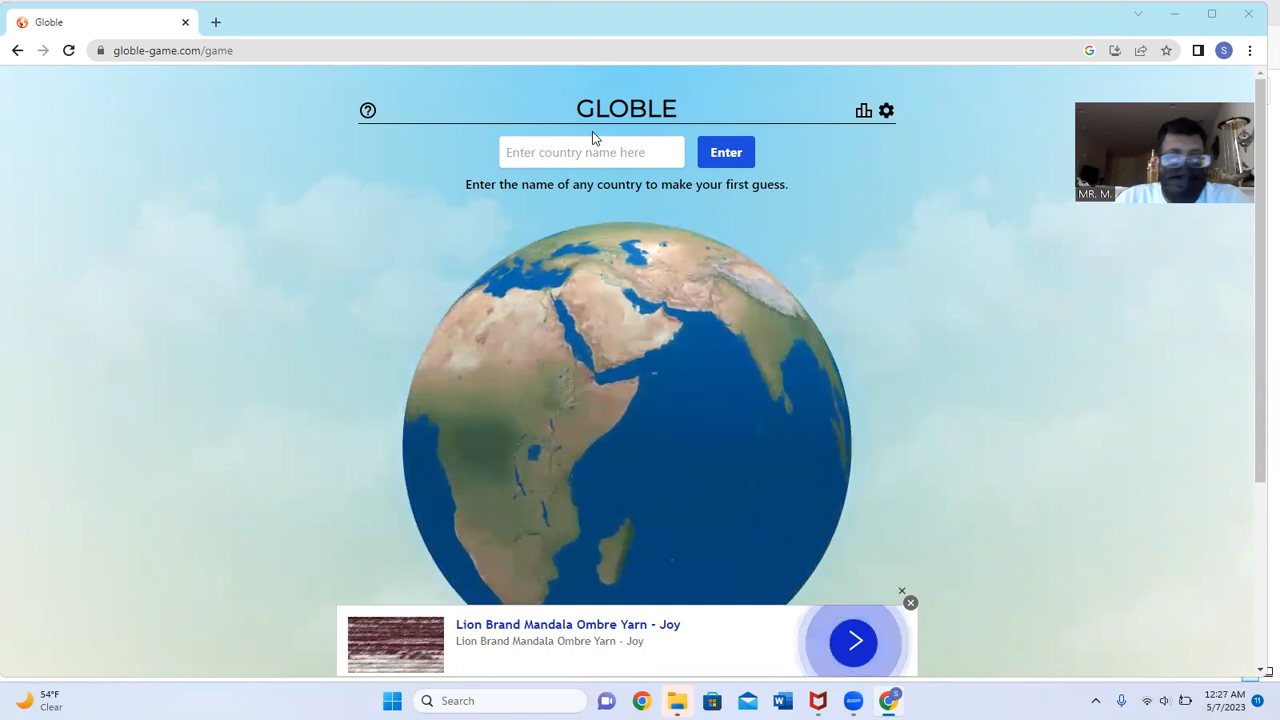 Globle
globle-game.com/game
S
GLOBLE
Enter country name here
Enter
Enter the name of any country to make your first guess.
MR. M.
Lion Brand Mandala Ombre Yarn - Joy
Lion Brand Mandala Ombre Yarn - Joy
54°F
Clear
Search
12:27 AM
5/7/2023
11